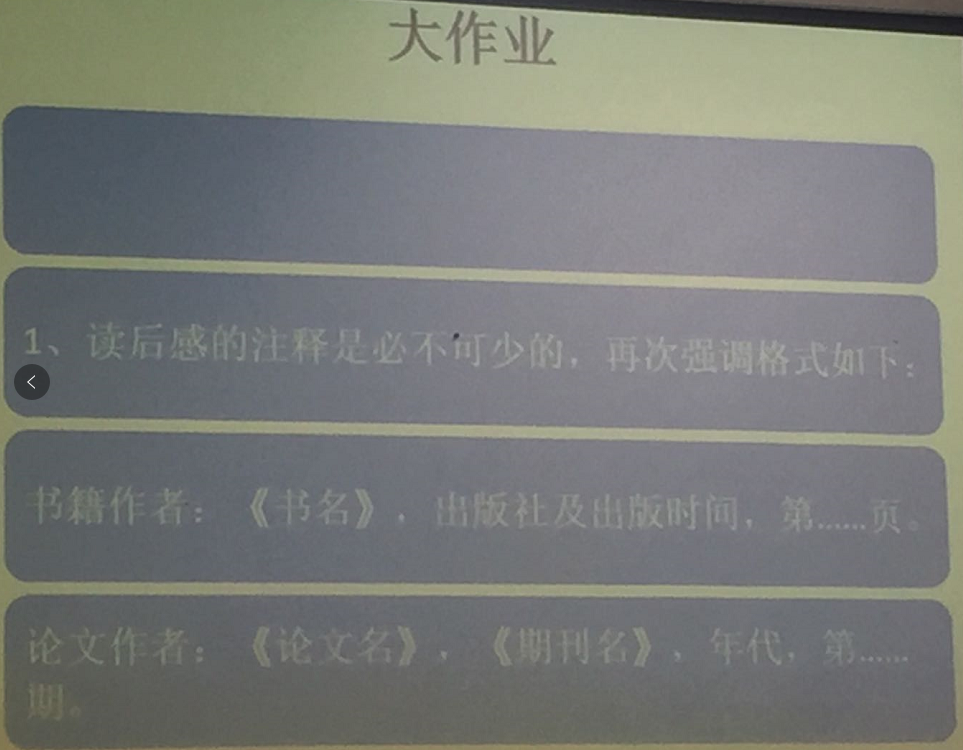 大作业
1、读后感的注释是必不可少的，再次强调格式如下：
书籍作者：《书名》，出版社及出版时间，第……页。
论文作者：《论文名》，《期刊名》，年代，第……
期。